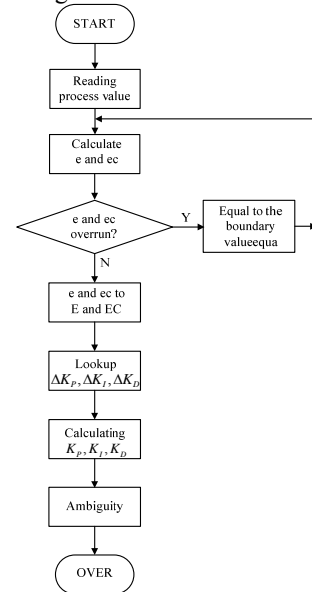 START
Reading
process value
Calculate
e and ec
e and ec
overrun?
Y
Equal to the
boundary
valueequa
N
e and ec to
E and EC
Lookup
ΔK_P, ΔK_I, ΔK_D
Calculating
K_P, K_I, K_D
Ambiguity
OVER